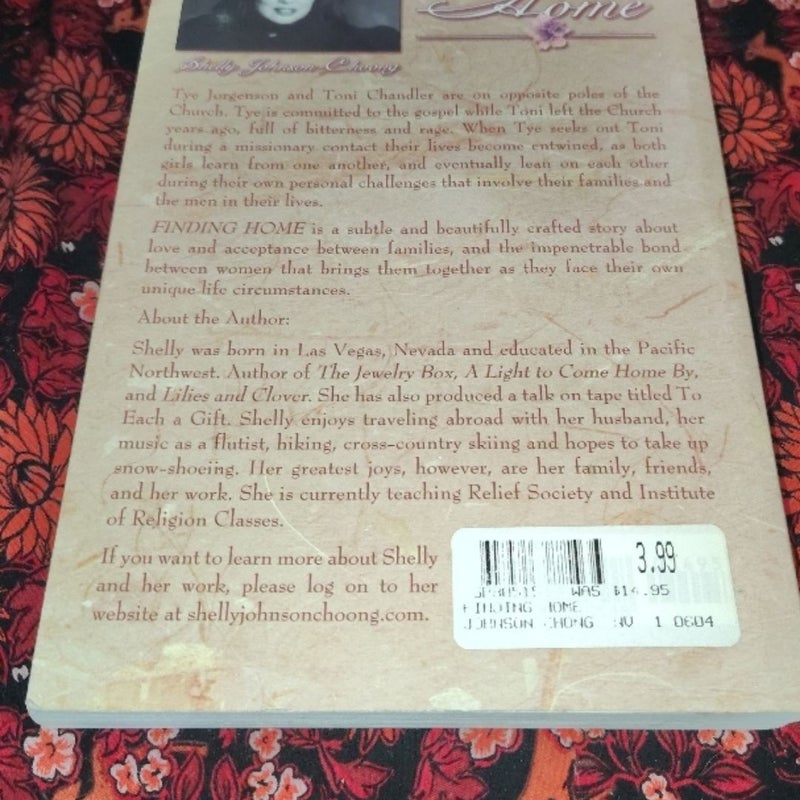 Home
Shelly Johnson-Choong
Tye Jorgenson and Toni Chandler are on opposite poles of the
Church. Tye is committed to the gospel while Toni left the Church
years ago, full of bitterness and rage. When Tye seeks out Toni
during a missionary contact their lives become entwined, as both
girls learn from one another, and eventually lean on each other
during their own personal challenges that involve their families and
the men in their lives.
FINDING HOME is a subtle and beautifully crafted story about
love and acceptance between families, and the impenetrable bond
between women that brings them together as they face their own
unique life circumstances.
About the Author:
Shelly was born in Las Vegas, Nevada and educated in the Pacific
Northwest. Author of The Jewelry Box, A Light to Come Home By,
and Lilies and Clover. She has also produced a talk on tape titled To
Each a Gift. Shelly enjoys traveling abroad with her husband, her
music as a flutist, hiking, cross-country skiing and hopes to take up
snow-shoeing. Her greatest joys, however, are her family, friends,
and her work. She is currently teaching Relief Society and Institute
of Religion Classes.
If you want to learn more about Shelly
and her work, please log on to her
website at shellyjohnsonchoong.com.
3.99
WAS $14.95
FINDING HOME
JOHNSON CHONG NV 1 0604